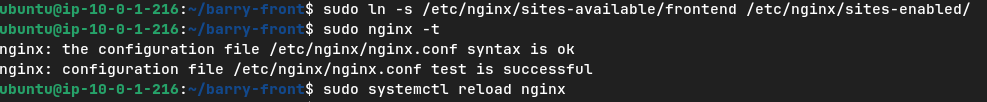 ubuntu@ip-10-0-1-216:~/barry-front$ sudo ln -s /etc/nginx/sites-available/frontend /etc/nginx/sites-enabled/
ubuntu@ip-10-0-1-216:~/barry-front$ sudo nginx -t
nginx: the configuration file /etc/nginx/nginx.conf syntax is ok
nginx: configuration file /etc/nginx/nginx.conf test is successful
ubuntu@ip-10-0-1-216:~/barry-front$ sudo systemctl reload nginx